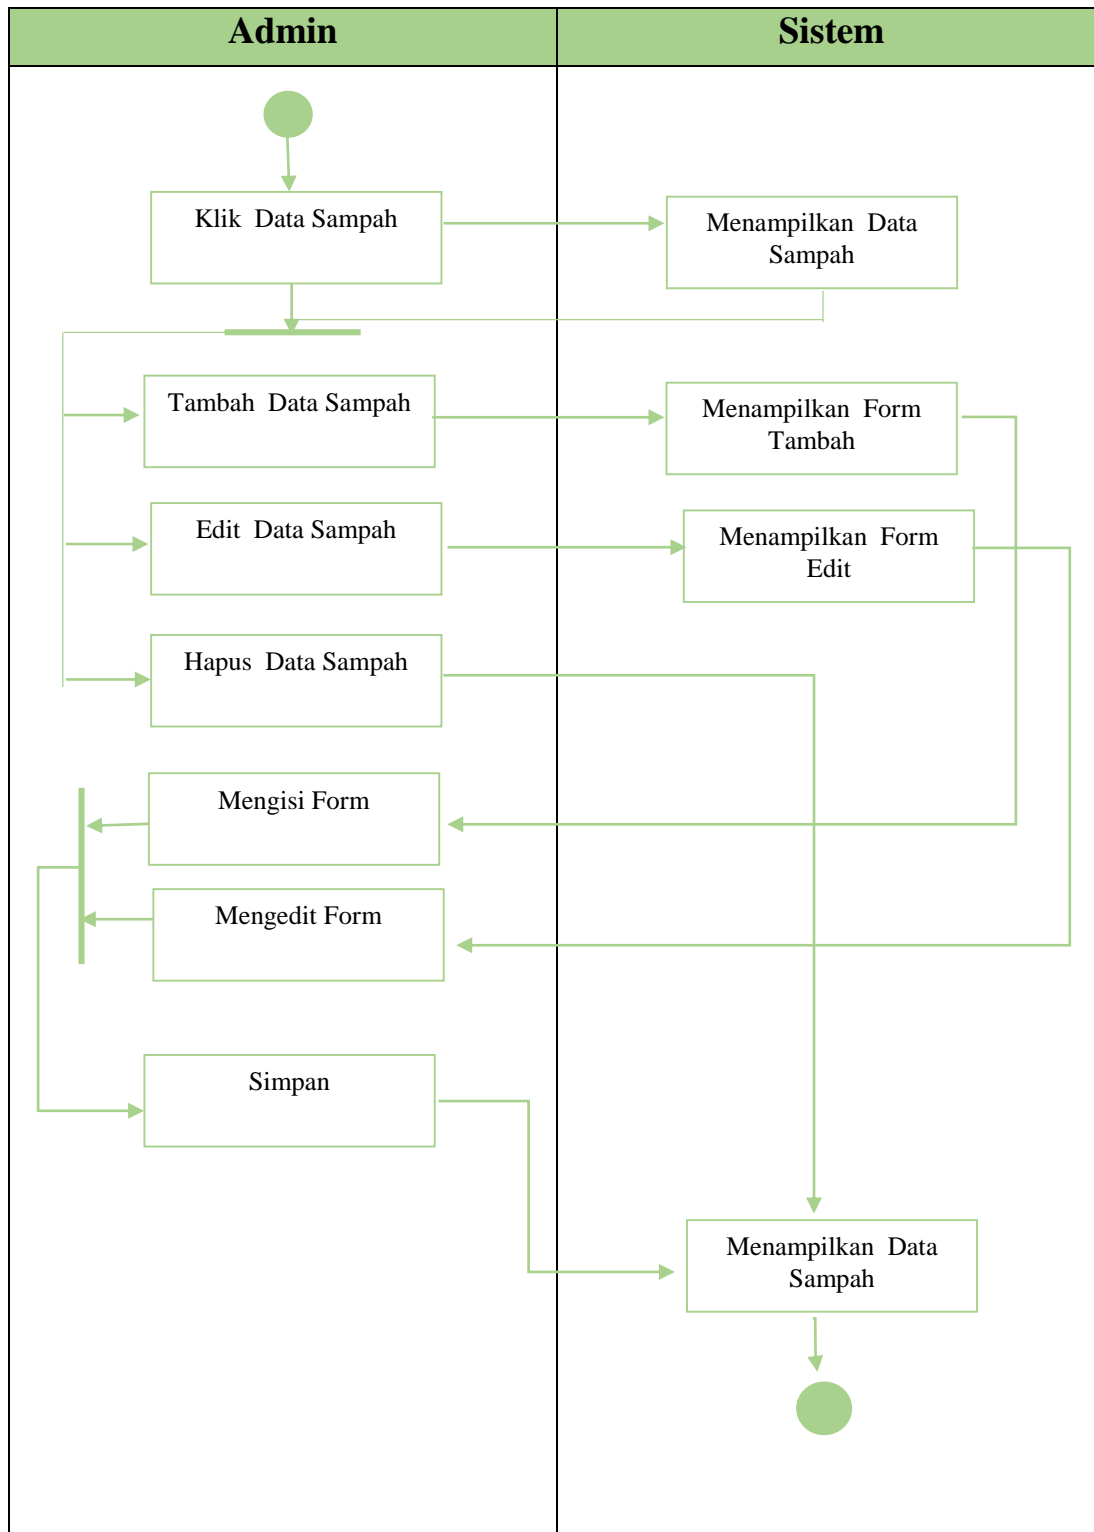 Admin
Sistem
Klik Data Sampah
Menampilkan Data
Sampah
Tambah Data Sampah
Menampilkan Form
Tambah
Edit Data Sampah
Menampilkan Form
Edit
Hapus Data Sampah
Mengisi Form
Mengedit Form
Simpan
Menampilkan Data
Sampah